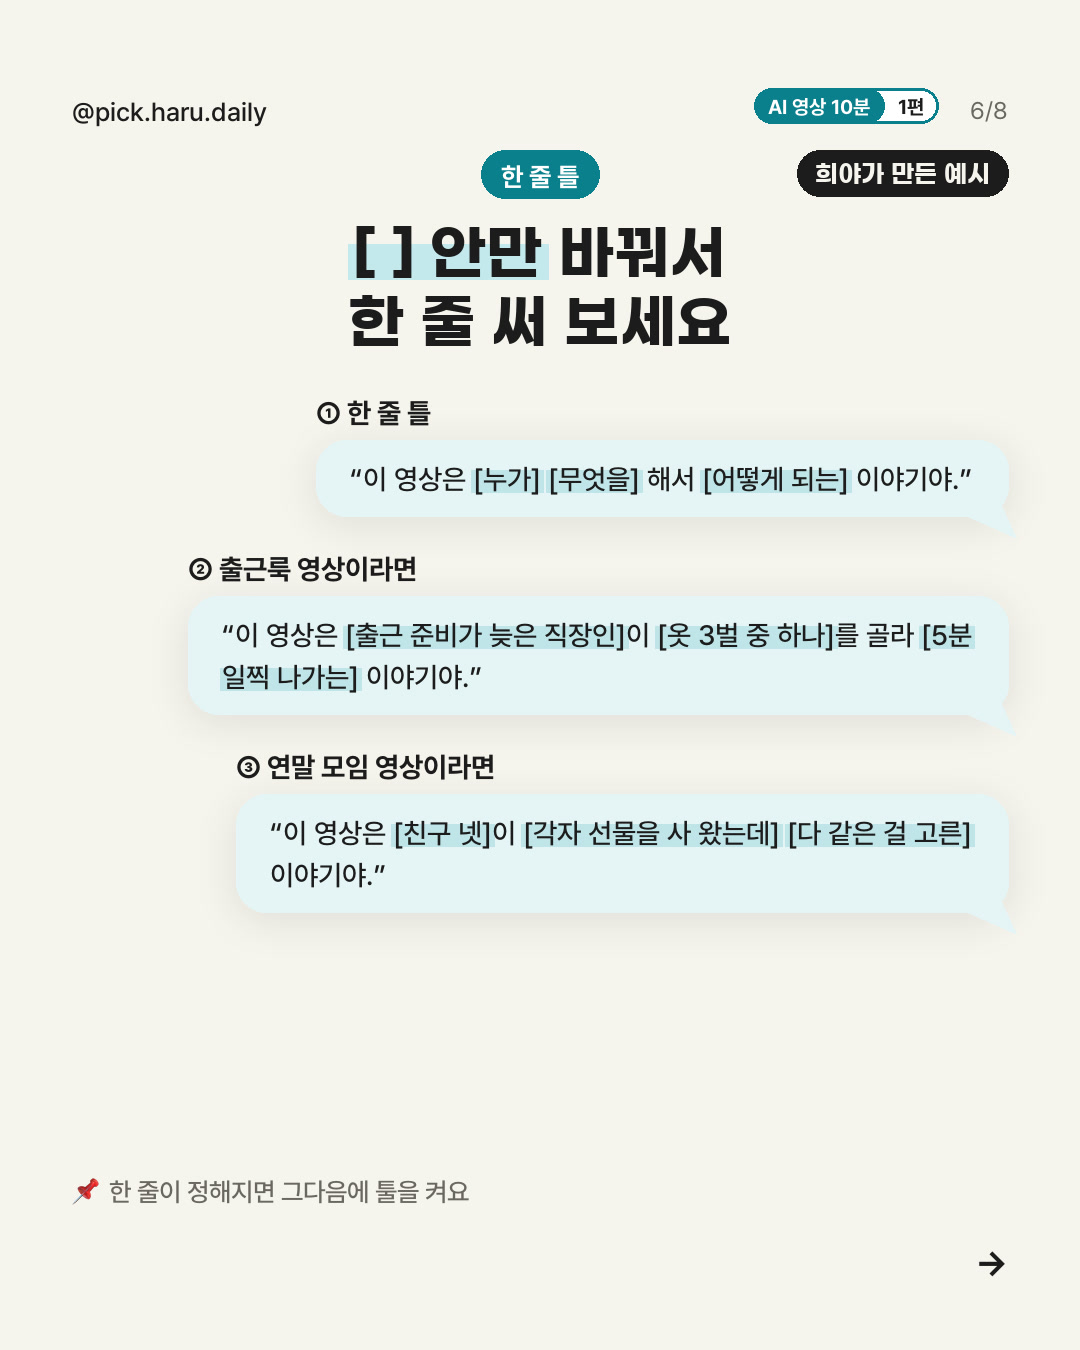 @pick.haru.daily
AI 영상 10분 1편 6/8
한 줄 틀
희야가 만든 예시
[ ] 안만 바꿔서
한 줄 써 보세요
① 한 줄 틀
“이 영상은 [누가] [무엇을] 해서 [어떻게 되는] 이야기야.”
② 출근룩 영상이라면
“이 영상은 [출근 준비가 늦은 직장인]이 [옷 3벌 중 하나]를 골라 [5분
일찍 나가는] 이야기야.”
③ 연말 모임 영상이라면
“이 영상은 [친구 넷]이 [각자 선물을 사 왔는데] [다 같은 걸 고른]
이야기야.”
📌 한 줄이 정해지면 그다음에 툴을 켜요
→